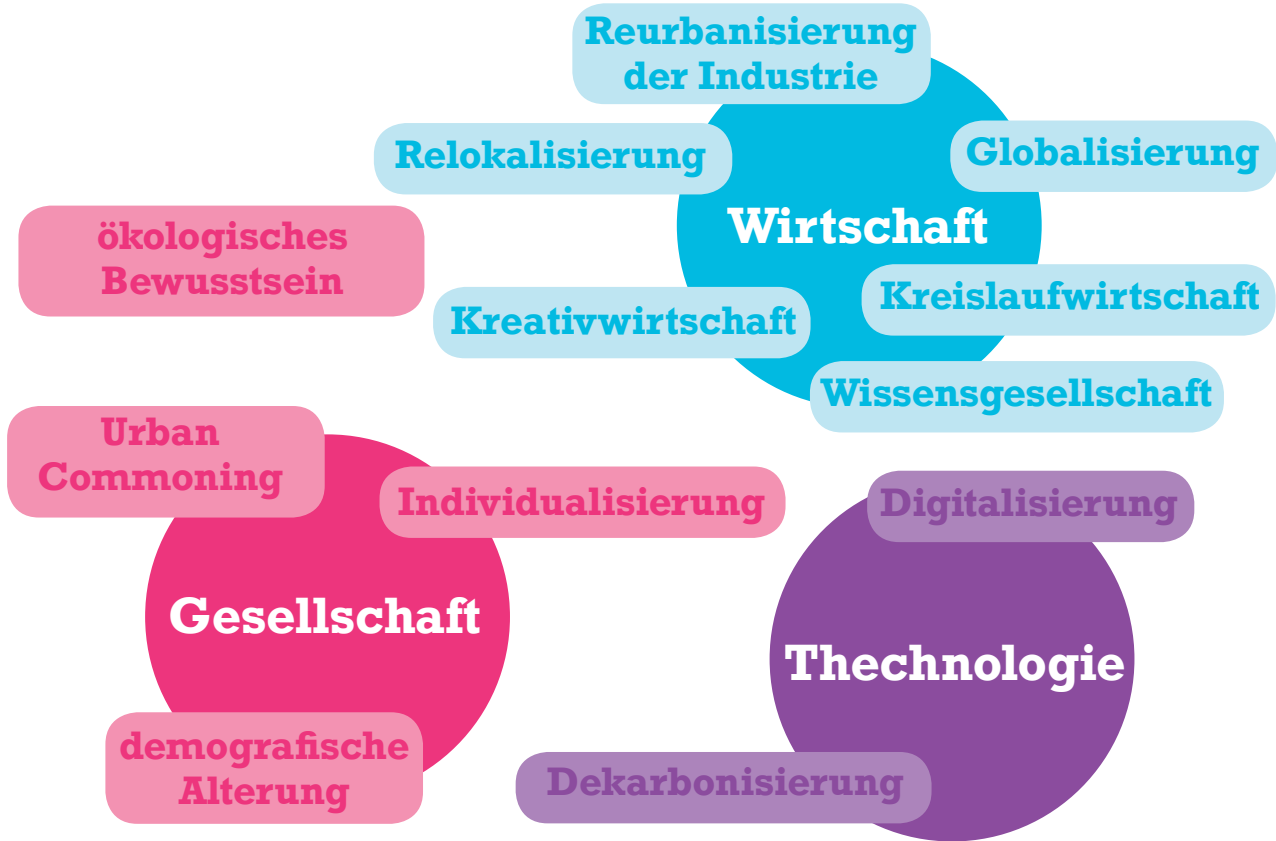 Reurbanisierung
der Industrie
Relokalisierung
Globalisierung
Wirtschaft
ökologisches
Bewusstsein
Kreativwirtschaft
Kreislaufwirtschaft
Wissensgesellschaft
Urban
Commoning
Individualisierung
Digitalisierung
Gesellschaft
Thechnologie
demografische
Alterung
Dekarbonisierung